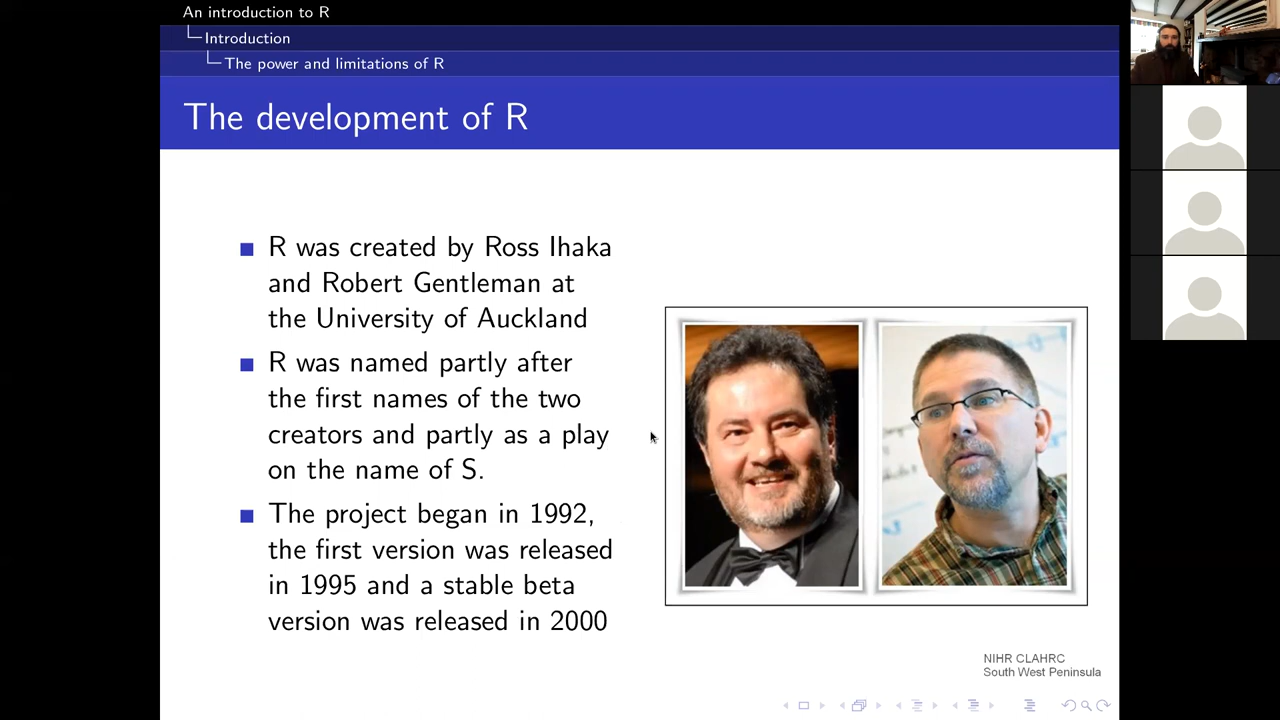 An introduction to R
Introduction
The power and limitations of R
The development of R
R was created by Ross Ihaka
and Robert Gentleman at
the University of Auckland
R was named partly after
the first names of the two
creators and partly as a play
on the name of S.
The project began in 1992,
the first version was released
in 1995 and a stable beta
version was released in 2000
NIHR CLAHRC
South West Peninsula